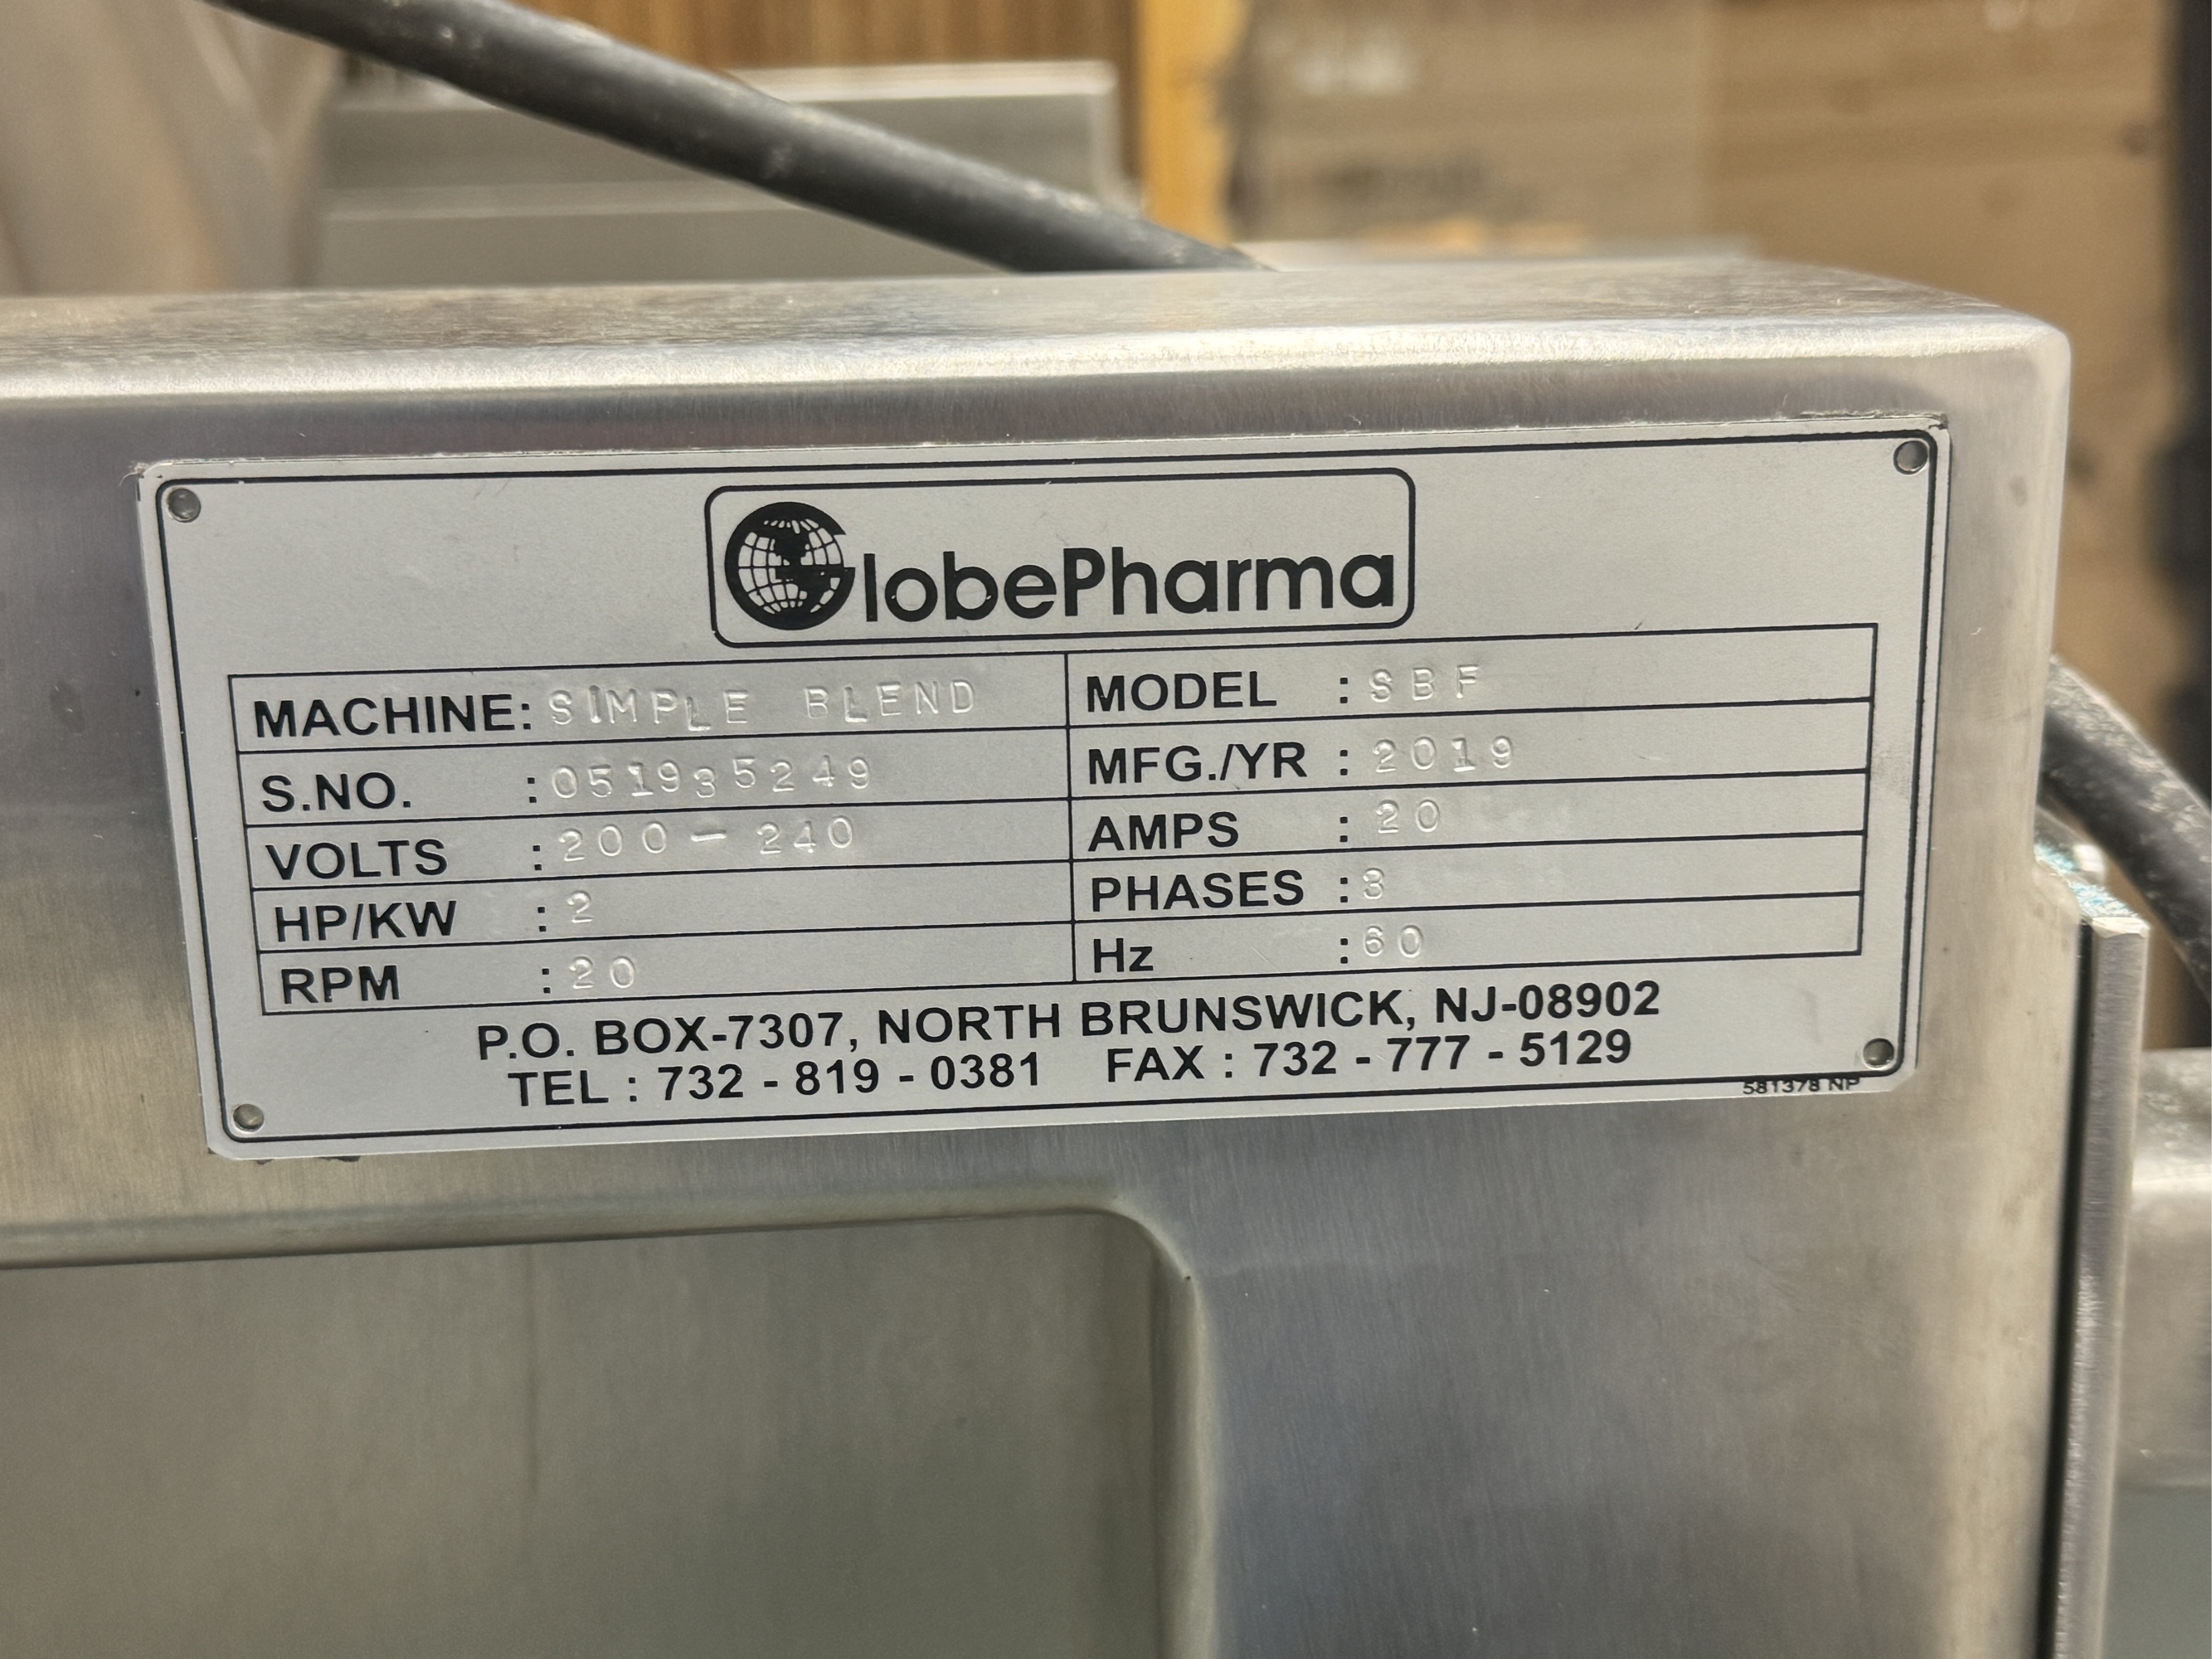 GlobePharma
MACHINE: SIMPLE BLEND MODEL : SBF
S.NO. : 051935249 MFG./YR : 2019
VOLTS : 200 - 240 AMPS : 20
HP/KW : 2 PHASES : 3
RPM : 20 Hz : 60
P.O. BOX-7307, NORTH BRUNSWICK, NJ-08902
TEL : 732 - 819 - 0381 FAX : 732 - 777 - 5129
581378 NP